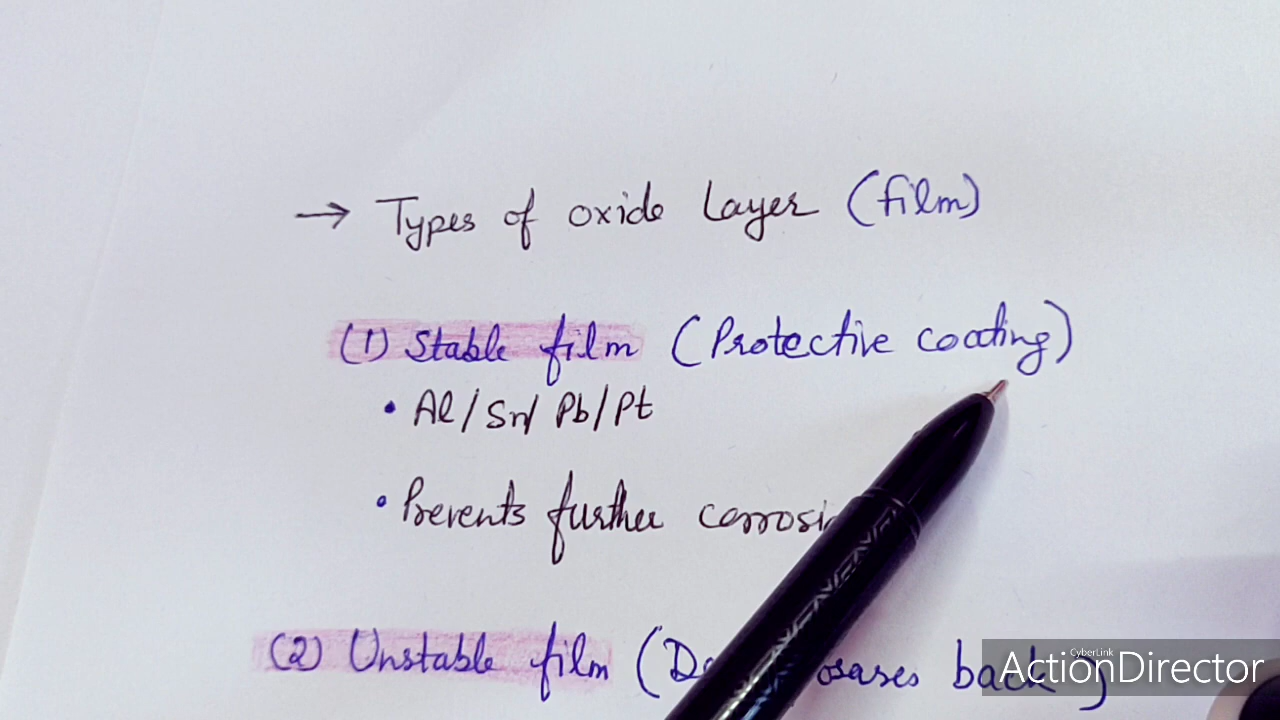 → Types of oxide Layer (film)
(1) Stable film (Protective coating)
• Al/Sn/Pb/Pt
• Prevents further corrosi
(2) Unstable film (De osases back)
CyberLink
ActionDirector